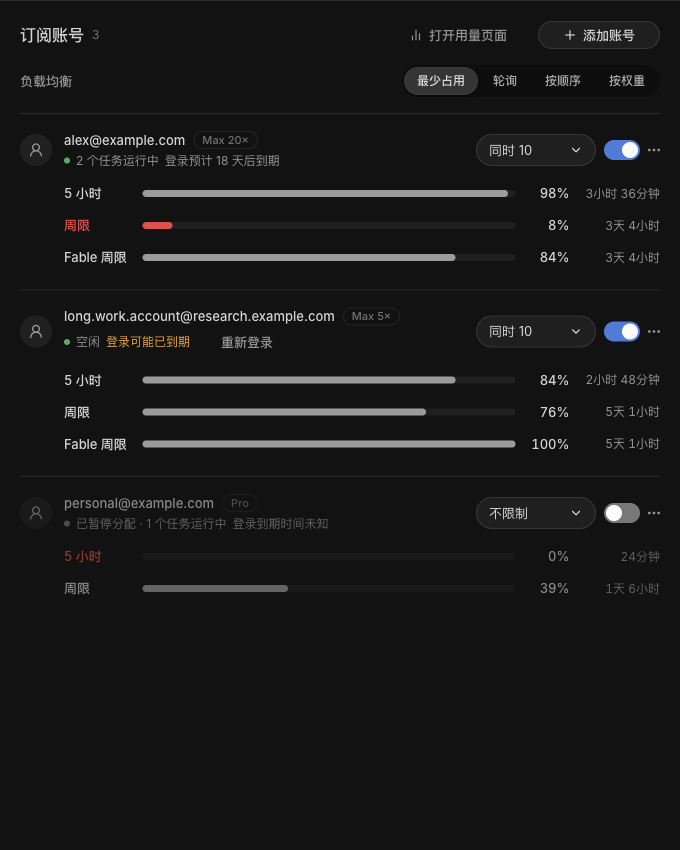 订阅账号 3 打开用量页面 + 添加账号
负载均衡 最少占用 轮询 按顺序 按权重
alex@example.com Max 20× 同时 10
2 个任务运行中 登录预计 18 天后到期
5 小时 98% 3小时 36分钟
周限 8% 3天 4小时
Fable 周限 84% 3天 4小时
long.work.account@research.example.com Max 5× 同时 10
空闲 登录可能已到期 重新登录
5 小时 84% 2小时 48分钟
周限 76% 5天 1小时
Fable 周限 100% 5天 1小时
personal@example.com Pro 不限制
已暂停分配 · 1 个任务运行中 登录到期时间未知
5 小时 0% 24分钟
周限 39% 1天 6小时